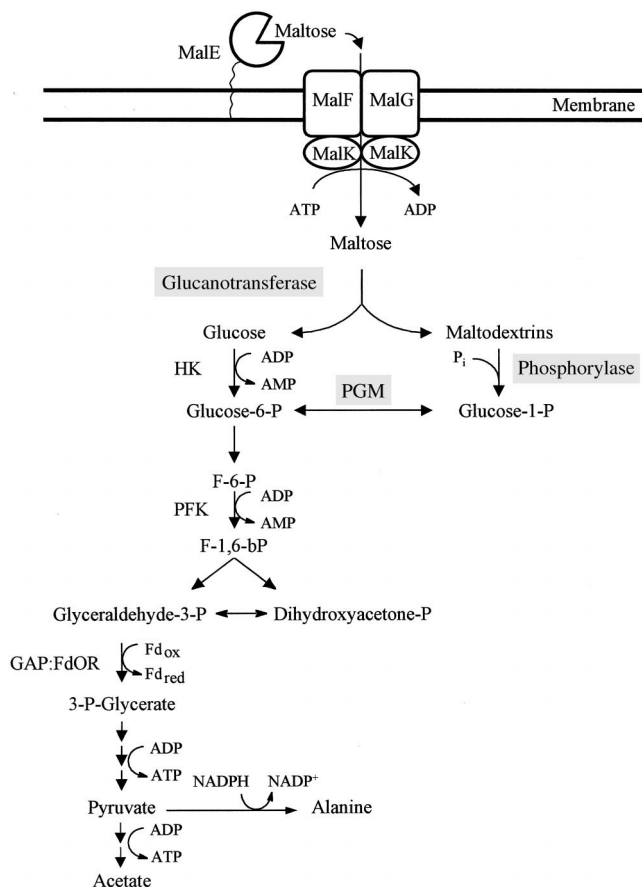 Maltose
MalE
MalF MalG
Membrane
MalK MalK
ATP ADP
Maltose
Glucanotransferase
Glucose Maltodextrins
ADP Pi
HK Phosphorylase
AMP PGM
Glucose-6-P Glucose-1-P
F-6-P
ADP
PFK
AMP
F-1,6-bP
Glyceraldehyde-3-P Dihydroxyacetone-P
Fdox
GAP:FdOR
Fdred
3-P-Glycerate
ADP
ATP NADPH NADP+
Pyruvate Alanine
ADP
ATP
Acetate